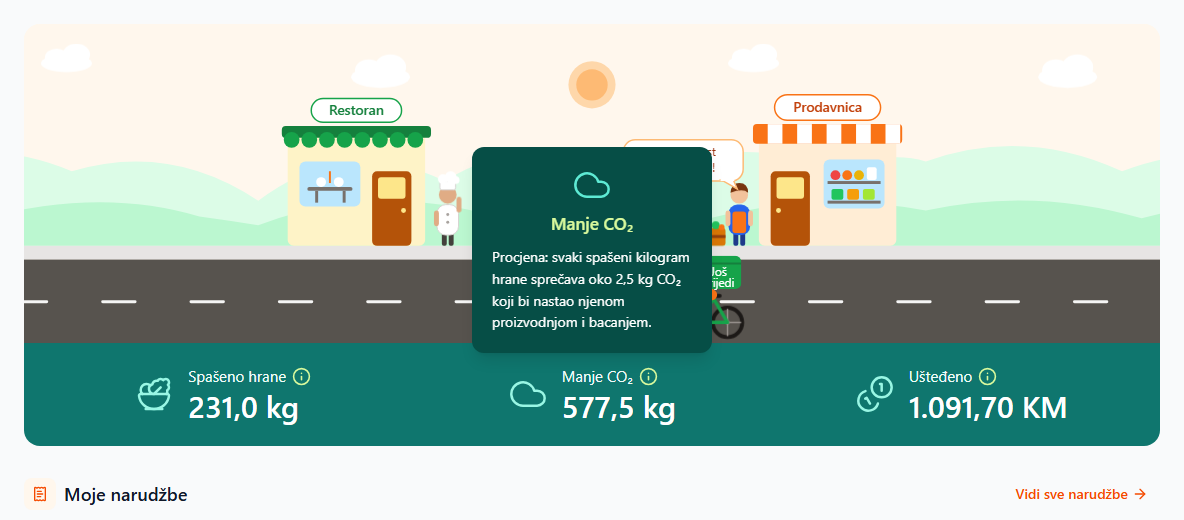 Restoran
Prodavnica
Manje CO₂
Procjena: svaki spašeni kilogram
hrane sprečava oko 2,5 kg CO₂
koji bi nastao njenom
proizvodnjom i bacanjem.
Još
Spašeno hrane
231,0 kg
Manje CO₂
577,5 kg
Ušteđeno
1.091,70 KM
Moje narudžbe
Vidi sve narudžbe →